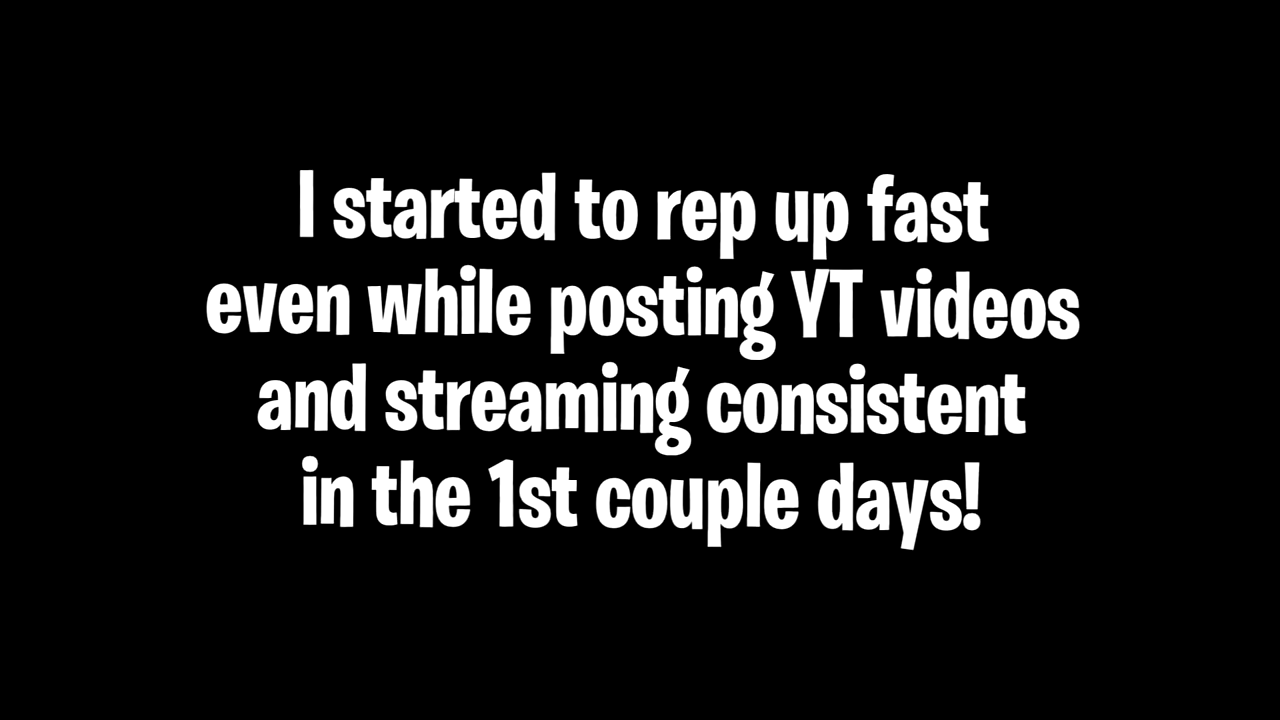 I started to rep up fast
even while posting YT videos
and streaming consistent
in the 1st couple days!